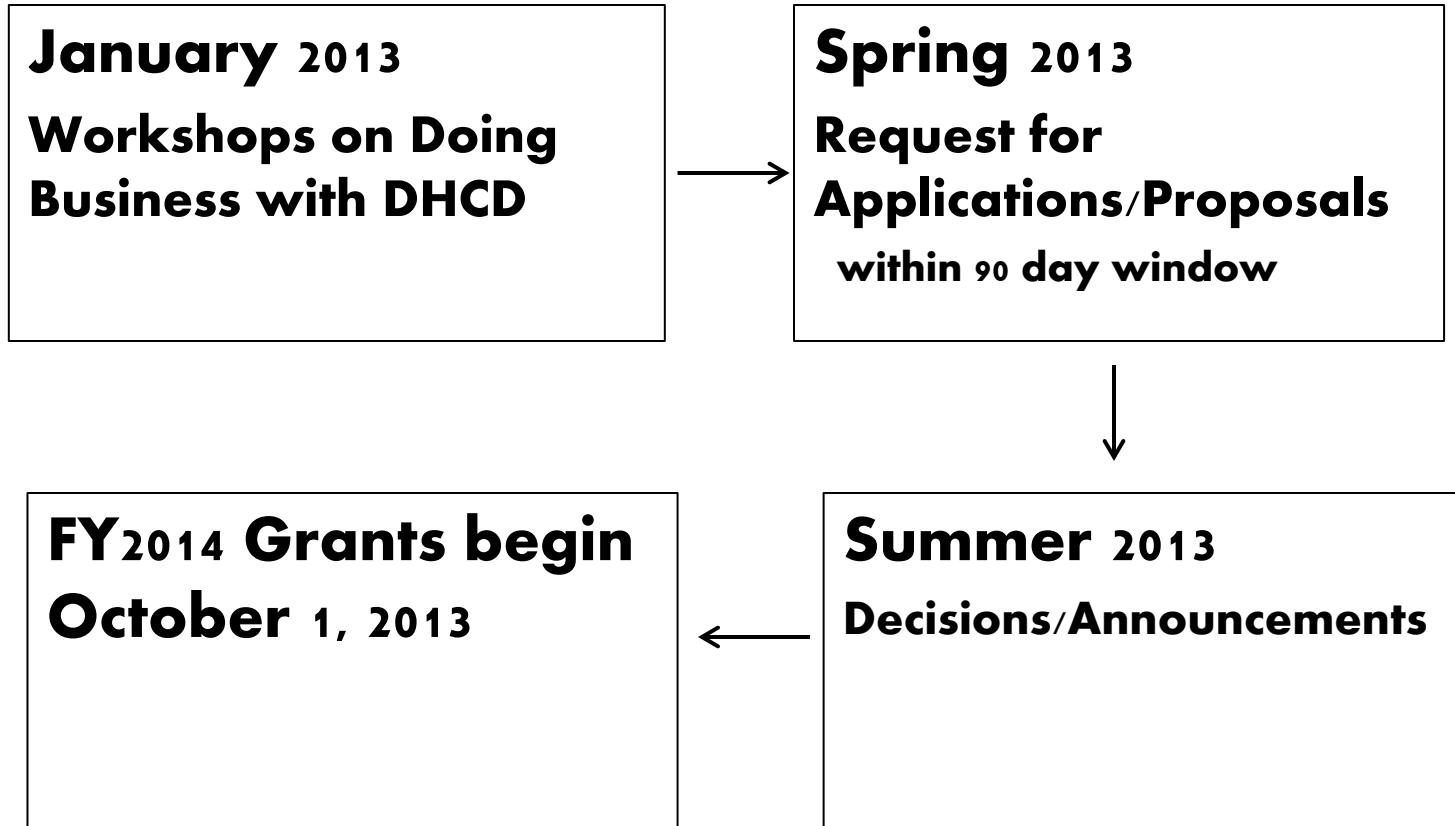 January 2013
Workshops on Doing
Business with DHCD
Spring 2013
Request for
Applications/Proposals
within 90 day window
Summer 2013
Decisions/Announcements
FY2014 Grants begin
October 1, 2013